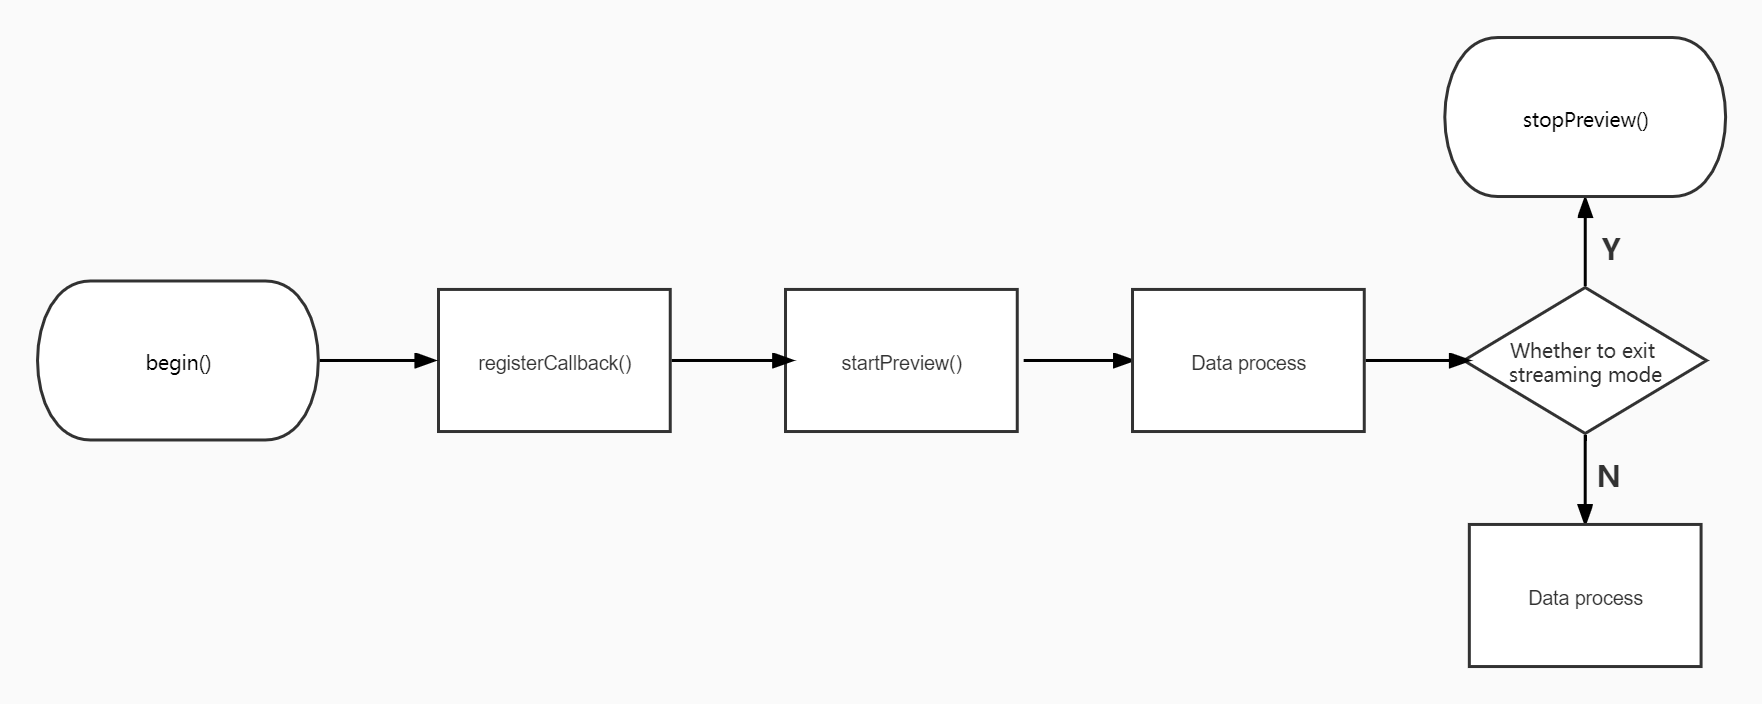 stopPreview()
Y
begin()
registerCallback()
startPreview()
Data process
Whether to exit
streaming mode
N
Data process